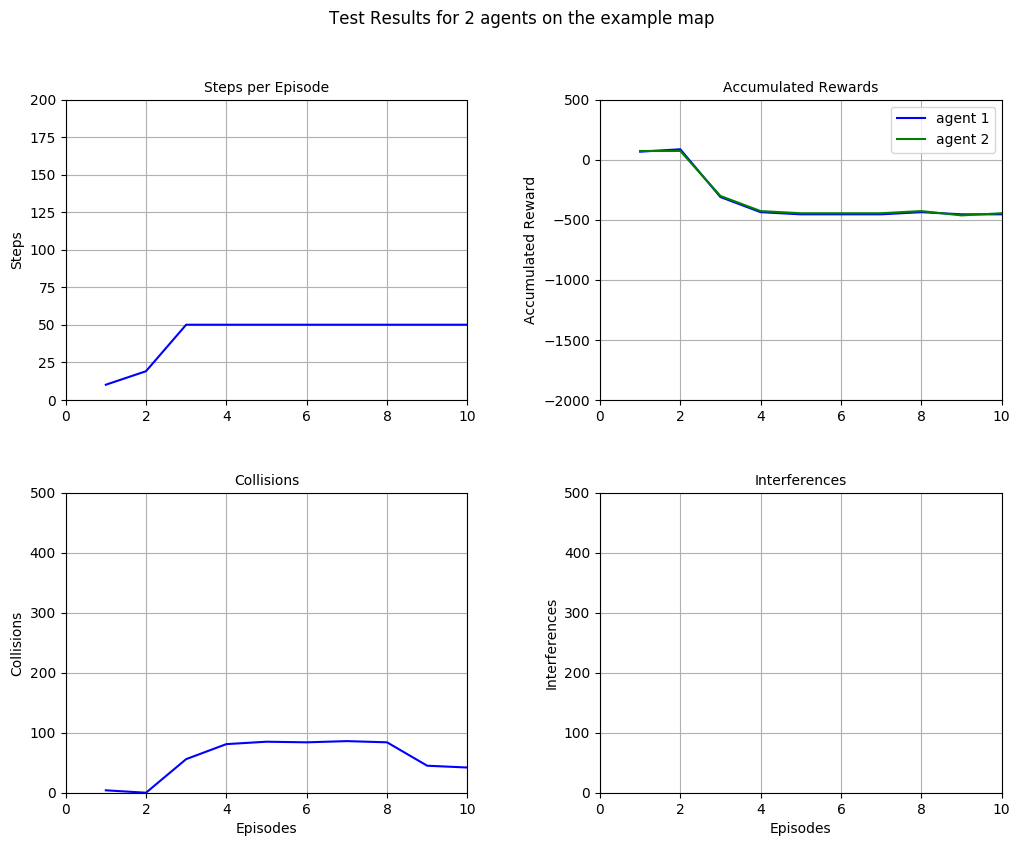 Test Results for 2 agents on the example map
Steps per Episode
200
175
150
125
100
75
50
25
0
Steps
0 2 4 6 8 10
Accumulated Rewards
500
0
−500
−1000
−1500
−2000
Accumulated Reward
agent 1
agent 2
0 2 4 6 8 10
Collisions
500
400
300
200
100
0
Collisions
0 2 4 6 8 10
Episodes
Interferences
500
400
300
200
100
0
Interferences
0 2 4 6 8 10
Episodes